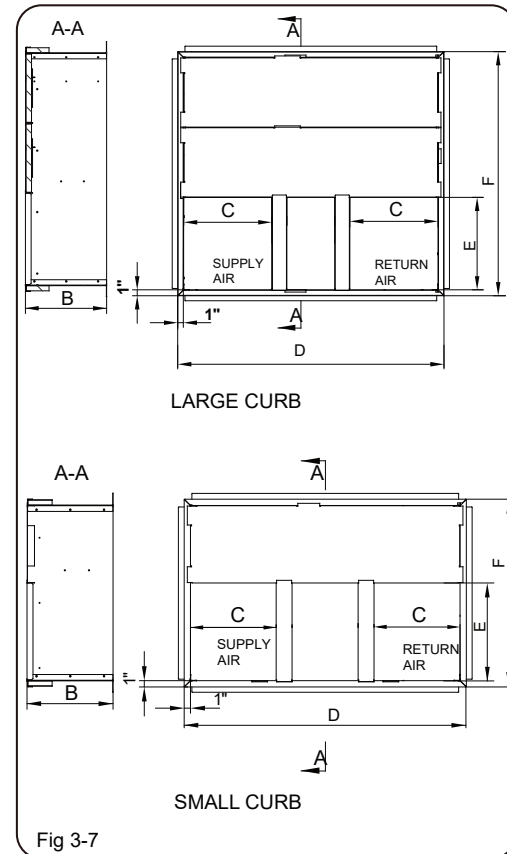 A-A
A
F
C
C
E
SUPPLY
AIR
RETURN
AIR
1"
B
A
1"
D
LARGE CURB
A-A
A
F
C
C
E
SUPPLY
AIR
RETURN
AIR
1"
B
1"
D
A
SMALL CURB
Fig 3-7